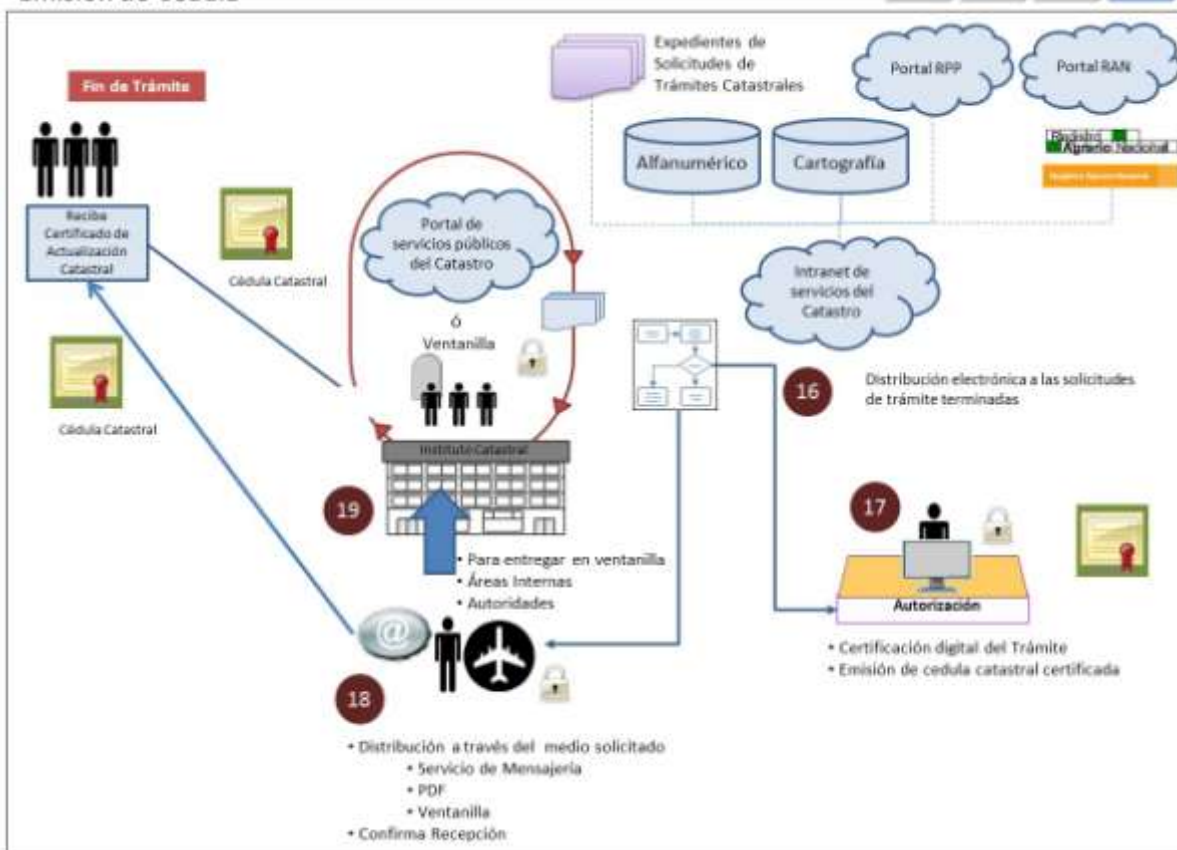 Emisión de Cédula
Fin de Trámite
Reciba
Certificado de
Actualización
Catastral
Cédula Catastral
Cédula Catastral
Portal de
servicios públicos
del Catastro
ó
Ventanilla
Instituto Catastral
Expedientes de
Solicitudes de
Trámites Catastrales
Portal RPP
Portal RAN
Alfanumérico
Cartografía
Registro
Agrario Nacional
Intranet de
servicios del
Catastro
16
Distribución electrónica a las solicitudes
de trámite terminadas
17
Autorización
• Certificación digital del Trámite
• Emisión de cedula catastral certificada
19
• Para entregar en ventanilla
• Áreas Internas
• Autoridades
@
18
• Distribución a través del medio solicitado
• Servicio de Mensajería
• PDF
• Ventanilla
• Confirma Recepción